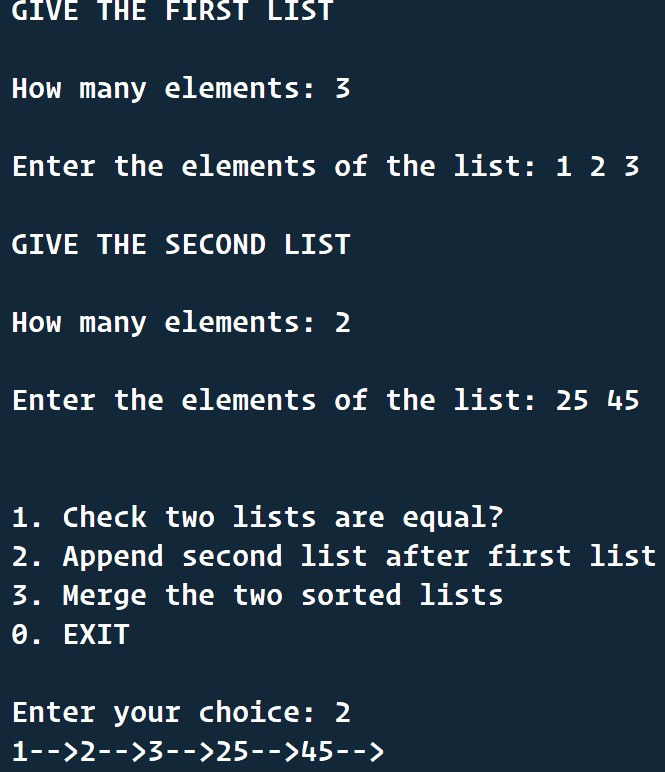 GIVE THE FIRST LIST
How many elements: 3
Enter the elements of the list: 1 2 3
GIVE THE SECOND LIST
How many elements: 2
Enter the elements of the list: 25 45
1. Check two lists are equal?
2. Append second list after first list
3. Merge the two sorted lists
0. EXIT
Enter your choice: 2
1-->2-->3-->25-->45-->